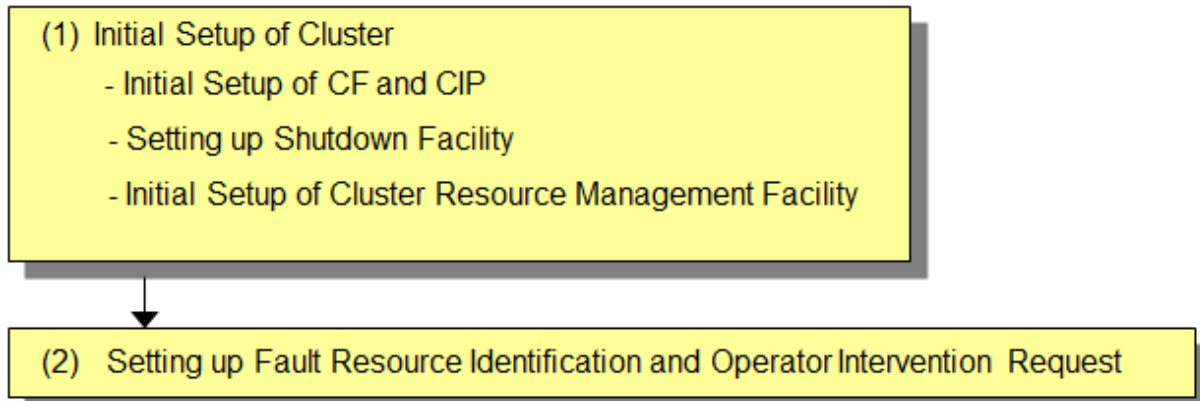 (1) Initial Setup of Cluster
- Initial Setup of CF and CIP
- Setting up Shutdown Facility
- Initial Setup of Cluster Resource Management Facility
(2) Setting up Fault Resource Identification and Operator Intervention Request